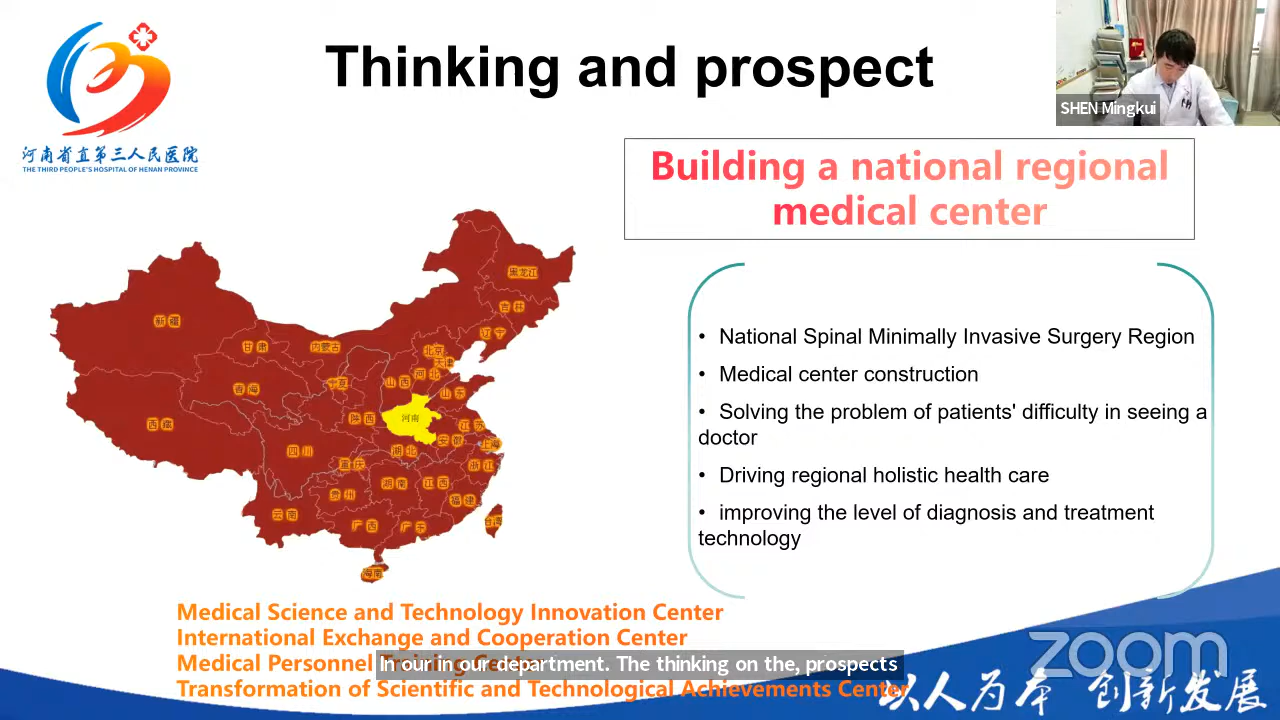 Thinking and prospect
SHEN Mingkui
河南省直第三人民医院
THE THIRD PEOPLE'S HOSPITAL OF HENAN PROVINCE
Building a national regional
medical center
黑龙江
吉林
辽宁
新疆
甘肃
内蒙古
北京
天津
河北
山西
宁夏
青海
山东
陕西
河南
江苏
西藏
安徽
上海
四川
重庆
湖北
浙江
贵州
湖南
江西
福建
云南
广西
广东
台湾
海南
• National Spinal Minimally Invasive Surgery Region
• Medical center construction
• Solving the problem of patients' difficulty in seeing a
doctor
• Driving regional holistic health care
• improving the level of diagnosis and treatment
technology
Medical Science and Technology Innovation Center
International Exchange and Cooperation Center
Medical Personnel Training Center
In our in our department. The thinking on the, prospects
Transformation of Scientific and Technological Achievements Center
zoom
以人为本 创新发展